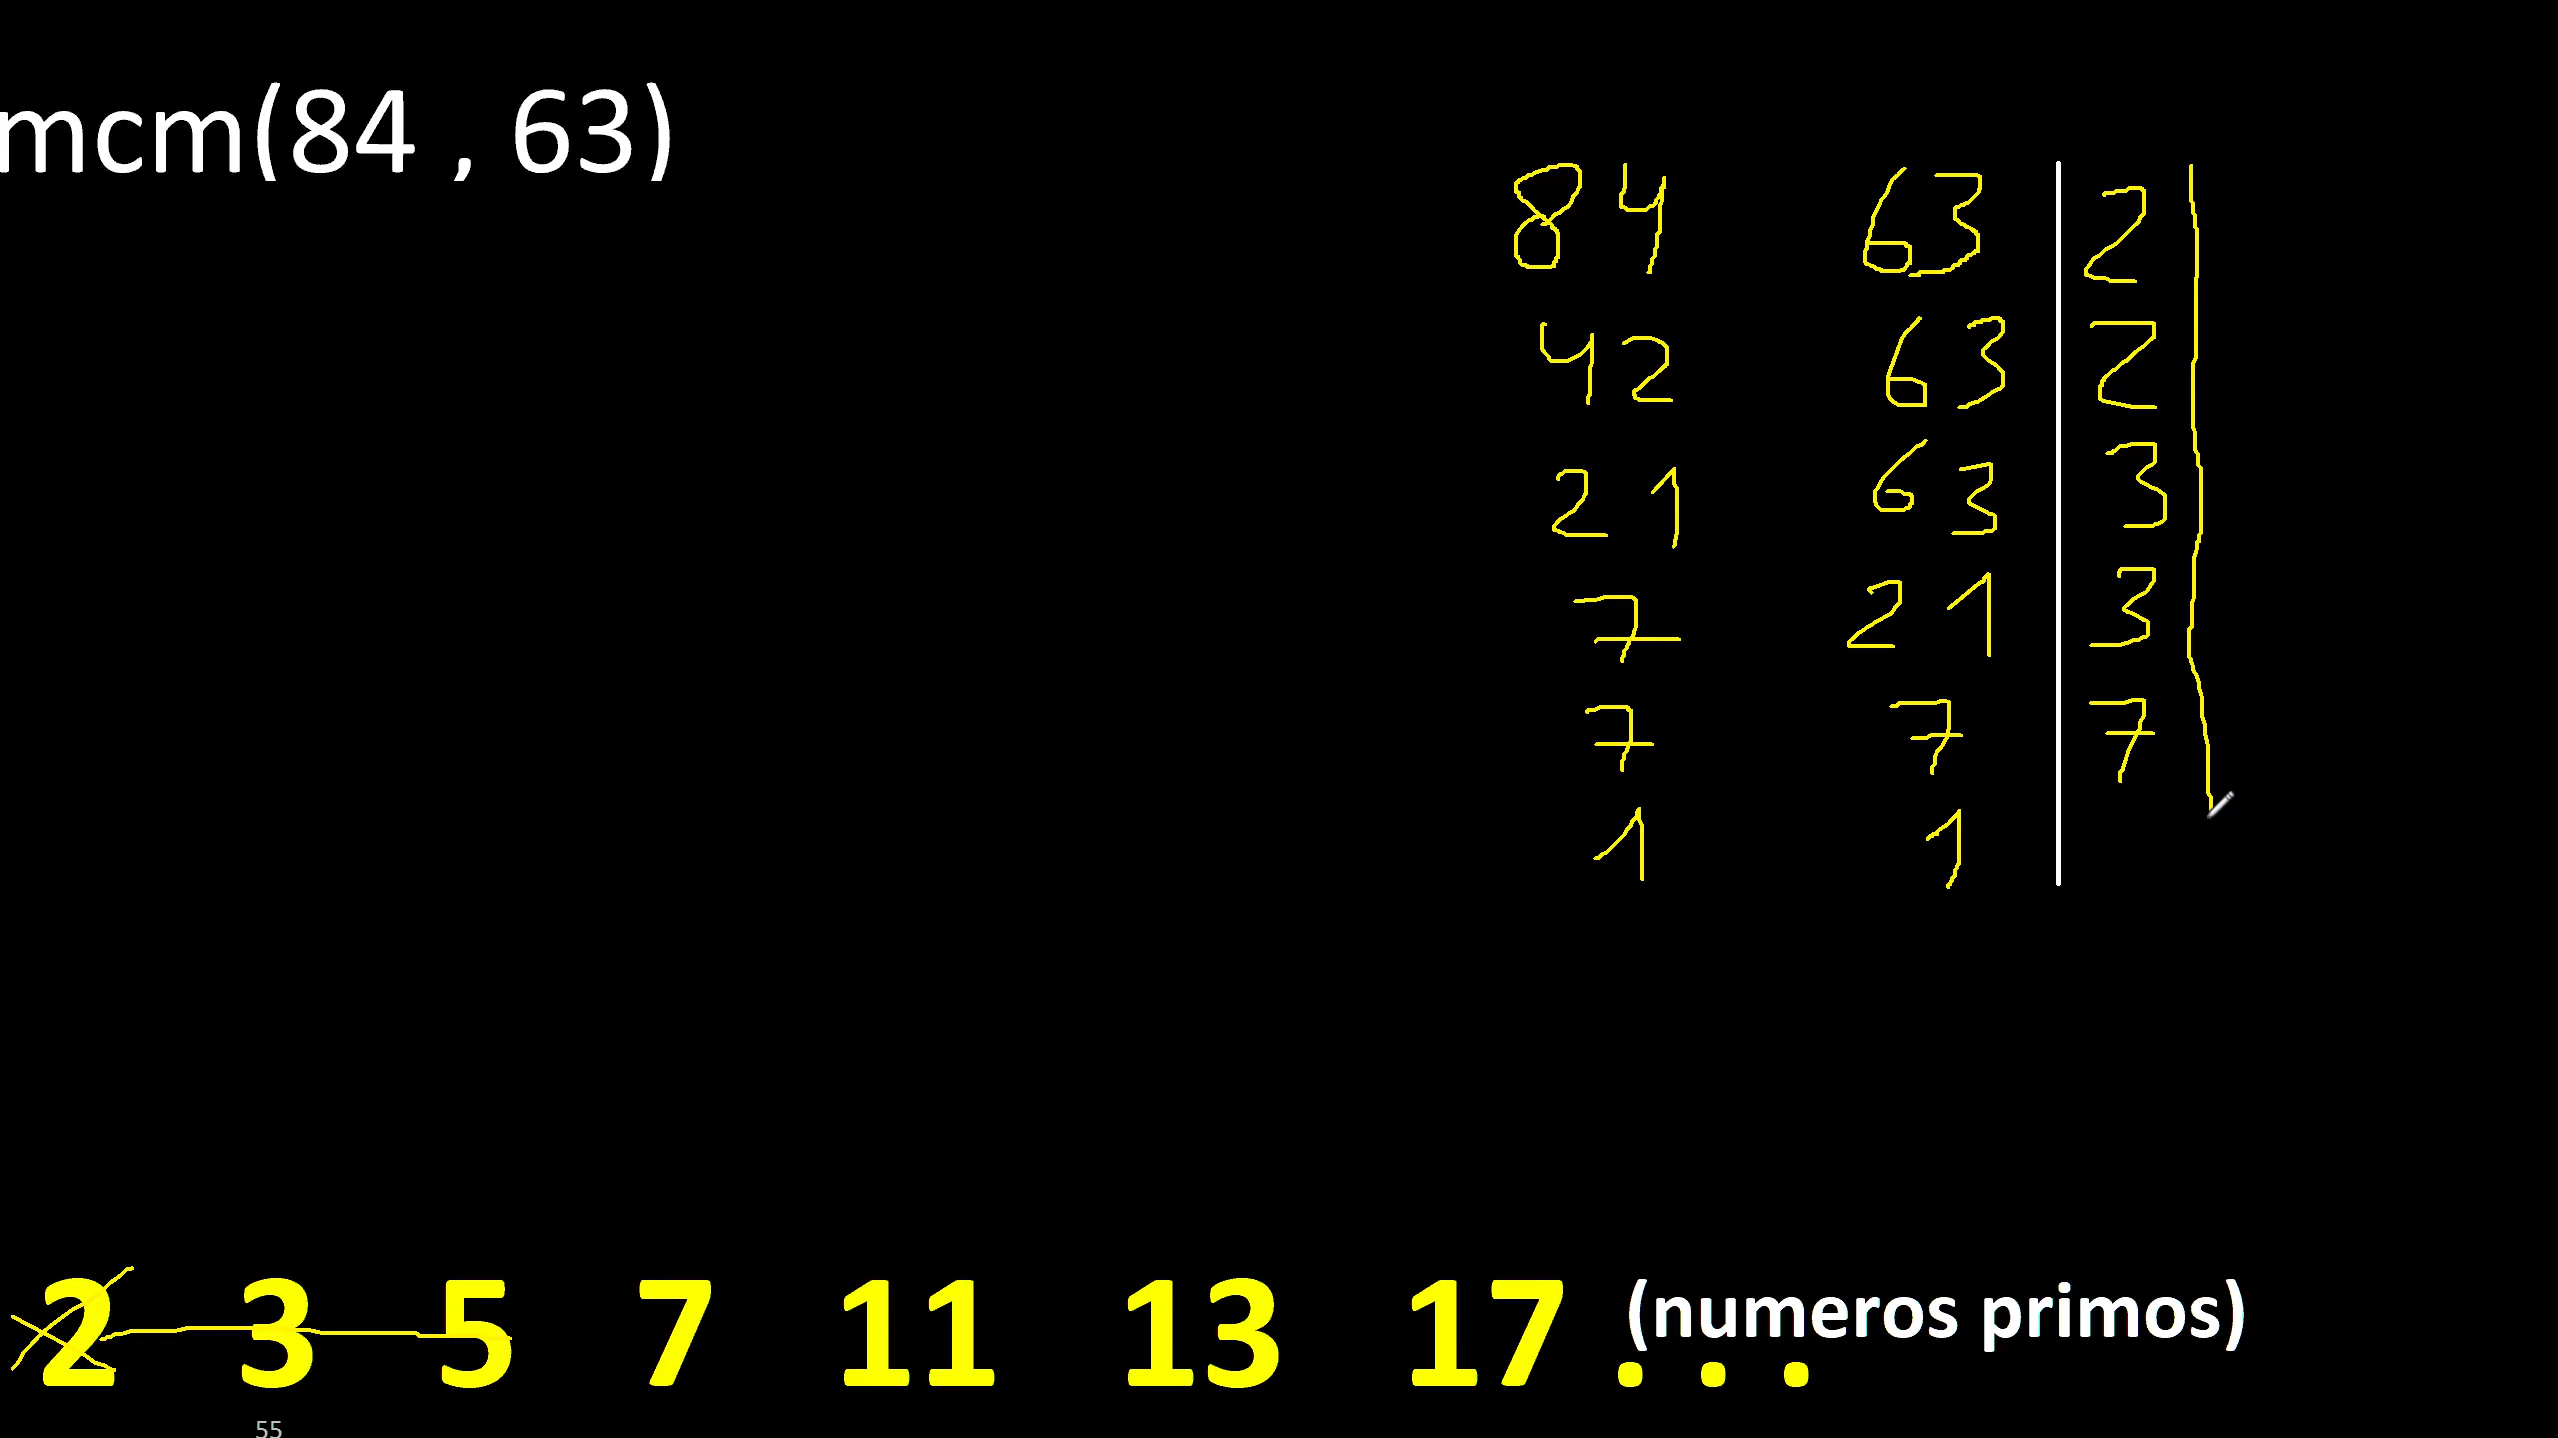 mcm(84 , 63)
84 63 2
42 63 2
21 63 3
7 21 3
7 7 7
1 1
2 3 5 7 11 13 17 ... (numeros primos)
55